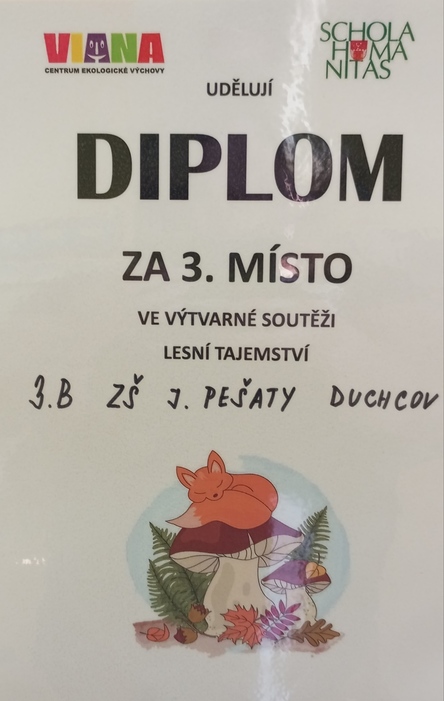 VIANA
CENTRUM EKOLOGICKÉ VÝCHOVY
SCHOLA
HUMA
NITAS
UDĚLUJÍ
DIPLOM
ZA 3. MÍSTO
VE VÝTVARNÉ SOUTĚŽI
LESNÍ TAJEMSTVÍ
3.B ZŠ J. PEŠATY DUCHCOV